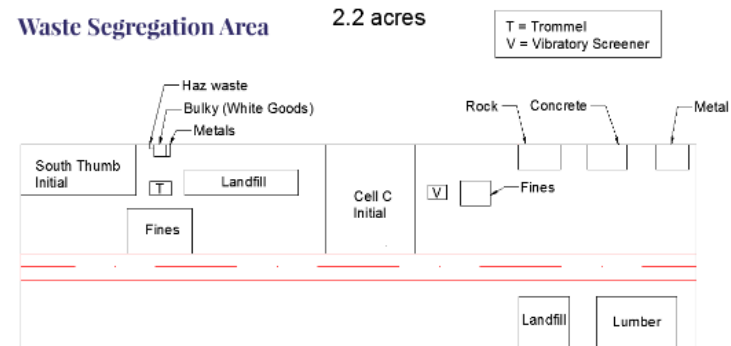 Waste Segregation Area
2.2 acres
T = Trommel
V = Vibratory Screener
Haz waste
Bulky (White Goods)
Metals
Rock
Concrete
Metal
South Thumb
Initial
T
Landfill
Cell C
Initial
V
Fines
Fines
Landfill
Lumber